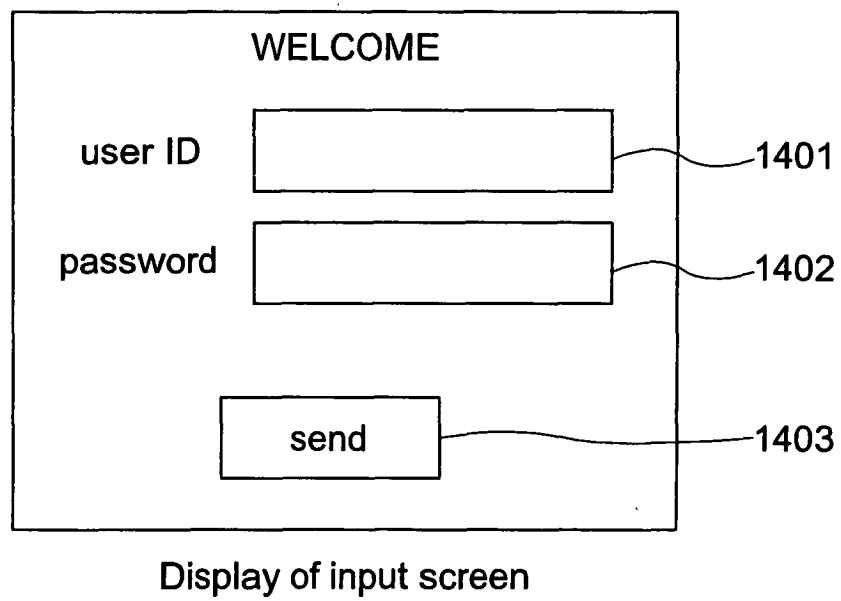 WELCOME
user ID
1401
password
1402
send
1403
Display of input screen